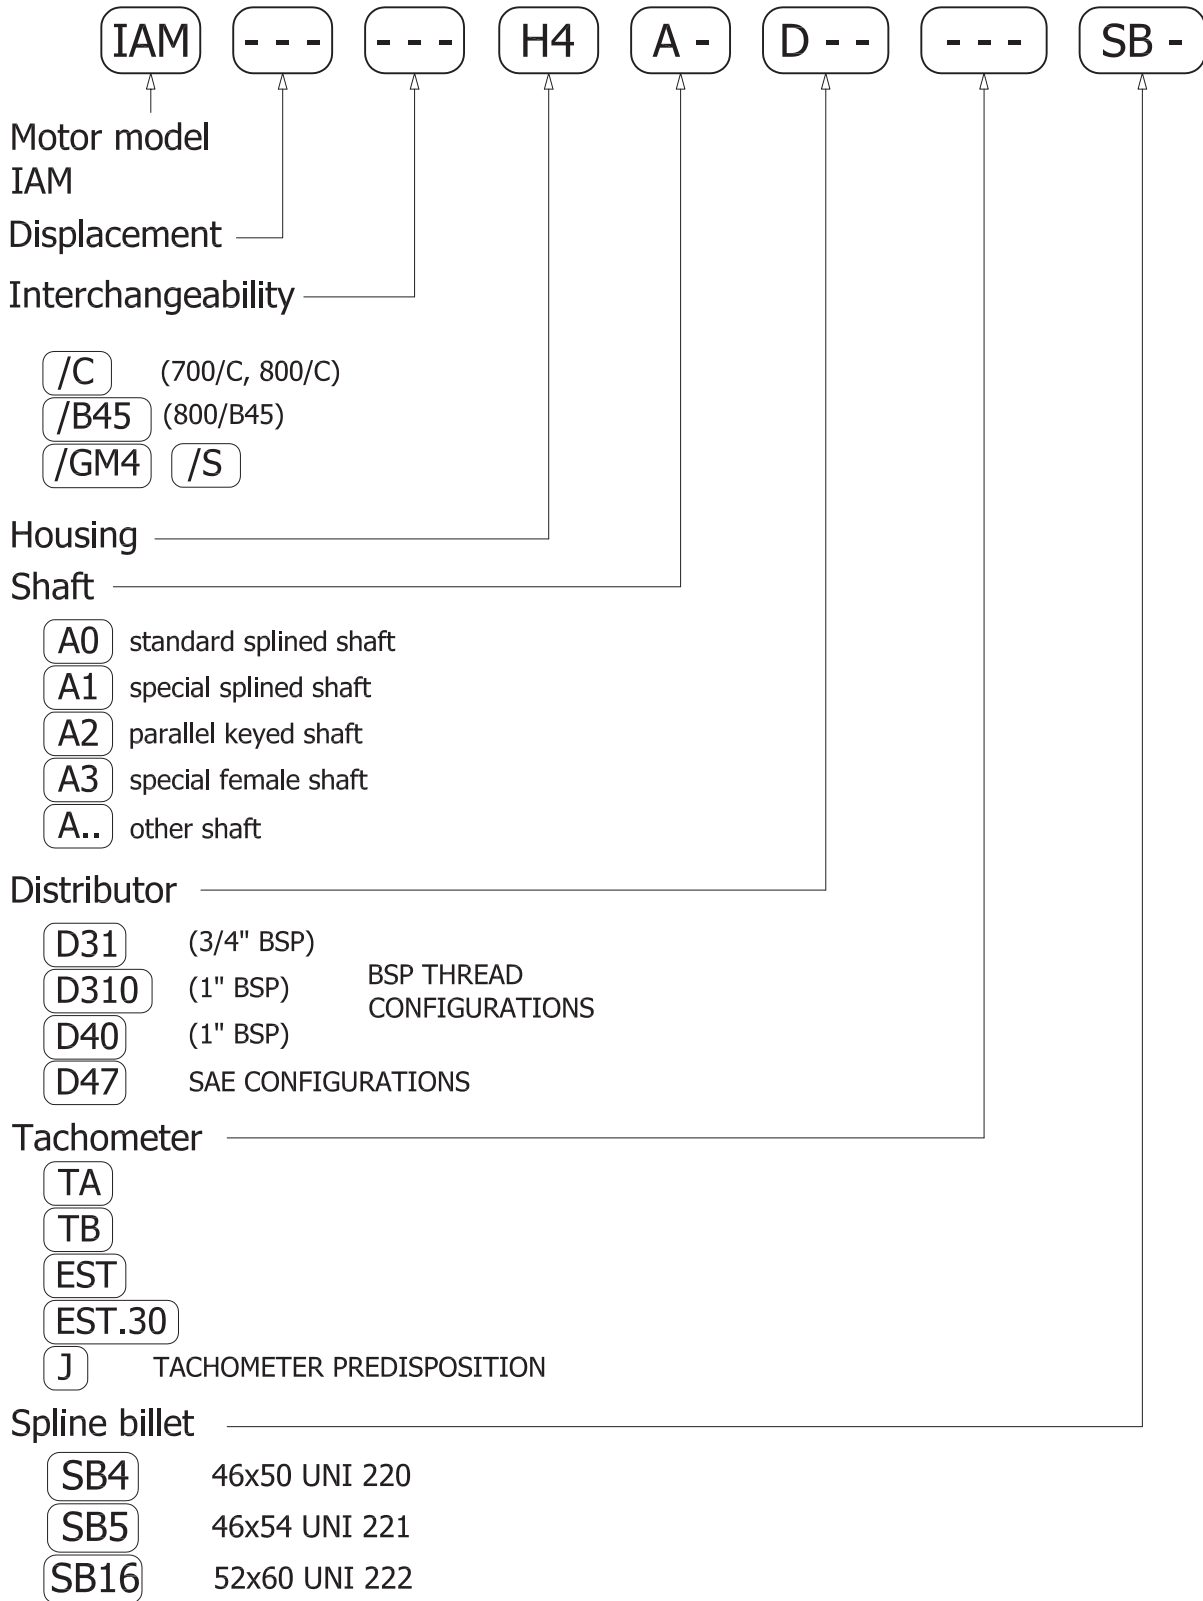 IAM - - - - - - H4 A - D - - - - - SB -
Motor model
IAM
Displacement
Interchangeability
/C (700/C, 800/C)
/B45 (800/B45)
/GM4 /S
Housing
Shaft
A0 standard splined shaft
A1 special splined shaft
A2 parallel keyed shaft
A3 special female shaft
A.. other shaft
Distributor
D31 (3/4" BSP)
D310 (1" BSP) BSP THREAD
CONFIGURATIONS
D40 (1" BSP)
D47 SAE CONFIGURATIONS
Tachometer
TA
TB
EST
EST.30
J TACHOMETER PREDISPOSITION
Spline billet
SB4 46x50 UNI 220
SB5 46x54 UNI 221
SB16 52x60 UNI 222